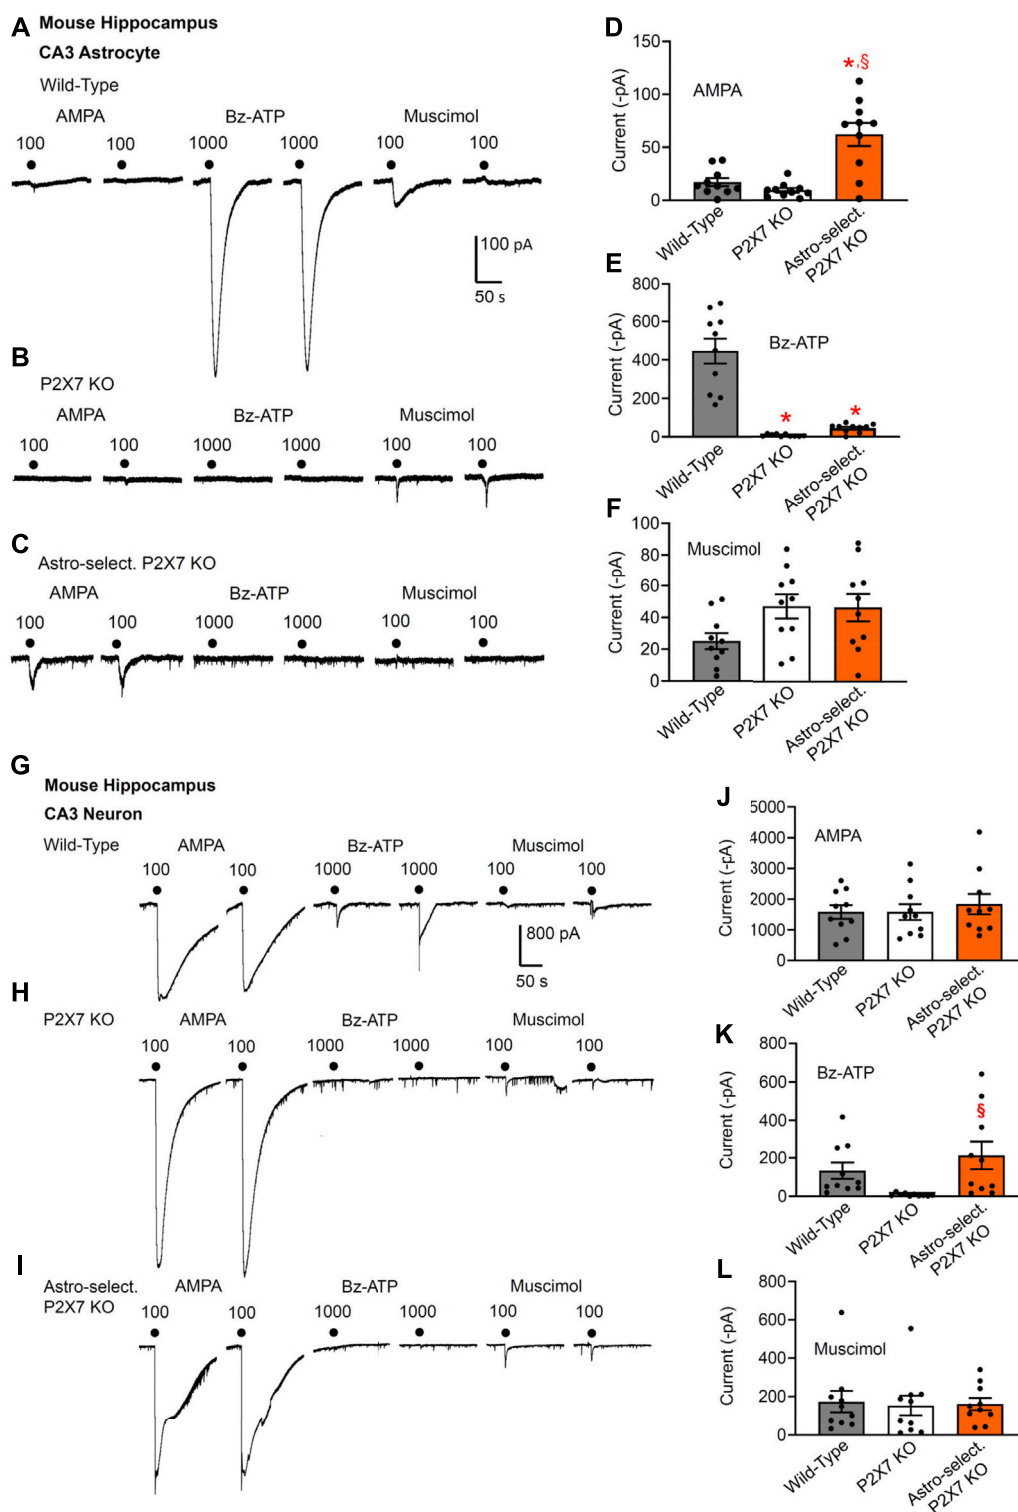 A
Mouse Hippocampus
CA3 Astrocyte
Wild-Type
AMPA Bz-ATP Muscimol
100 100 1000 1000 100 100
100 pA
50 s
B
P2X7 KO
AMPA Bz-ATP Muscimol
100 100 1000 1000 100 100
C
Astro-select. P2X7 KO
AMPA Bz-ATP Muscimol
100 100 1000 1000 100 100
D
150
100
50
0
Current (-pA)
AMPA
*,§
Wild-Type
P2X7 KO
Astro-select.
P2X7 KO
E
800
600
400
200
0
Current (-pA)
Bz-ATP
*
*
Wild-Type
P2X7 KO
Astro-select.
P2X7 KO
F
100
80
60
40
20
0
Current (-pA)
Muscimol
Wild-Type
P2X7 KO
Astro-select.
P2X7 KO
G
Mouse Hippocampus
CA3 Neuron
Wild-Type
AMPA Bz-ATP Muscimol
100 100 1000 1000 100 100
800 pA
50 s
H
P2X7 KO
AMPA Bz-ATP Muscimol
100 100 1000 1000 100 100
I
Astro-select.
P2X7 KO
AMPA Bz-ATP Muscimol
100 100 1000 1000 100 100
J
5000
4000
3000
2000
1000
0
Current (-pA)
AMPA
Wild-Type
P2X7 KO
Astro-select.
P2X7 KO
K
800
600
400
200
0
Current (-pA)
Bz-ATP
§
Wild-Type
P2X7 KO
Astro-select.
P2X7 KO
L
800
600
400
200
0
Current (-pA)
Muscimol
Wild-Type
P2X7 KO
Astro-select.
P2X7 KO